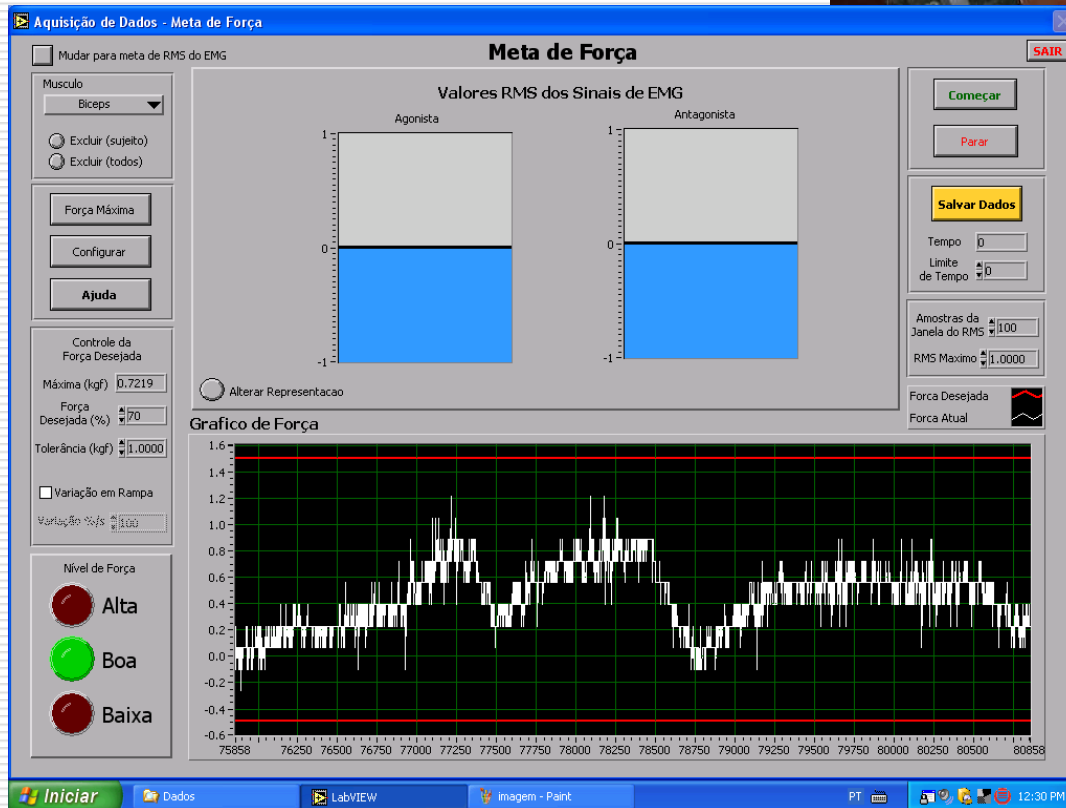 Aquisição de Dados - Meta de Força
Mudar para meta de RMS do EMG
Meta de Força
SAIR
Musculo
Biceps
Excluir (sujeito)
Excluir (todos)
Força Máxima
Configurar
Ajuda
Controle da
Força Desejada
Máxima (kgf) 0.7219
Força
Desejada (%) 70
Tolerância (kgf) 1.0000
Variação em Rampa
Variação %/s 100
Nível de Força
Alta
Boa
Baixa
Valores RMS dos Sinais de EMG
Agonista
1
0
-1
Antagonista
1
0
-1
Alterar Representacao
Começar
Parar
Salvar Dados
Tempo 0
Limite
de Tempo 0
Amostras da
Janela do RMS 100
RMS Maximo 1.0000
Forca Desejada
Forca Atual
Grafico de Força
1.6
1.4
1.2
1.0
0.8
0.6
0.4
0.2
0.0
-0.2
-0.4
-0.6
75858 76250 76500 76750 77000 77250 77500 77750 78000 78250 78500 78750 79000 79250 79500 79750 80000 80250 80500 80858
Iniciar Dados LabVIEW imagem - Paint PT 12:30 PM